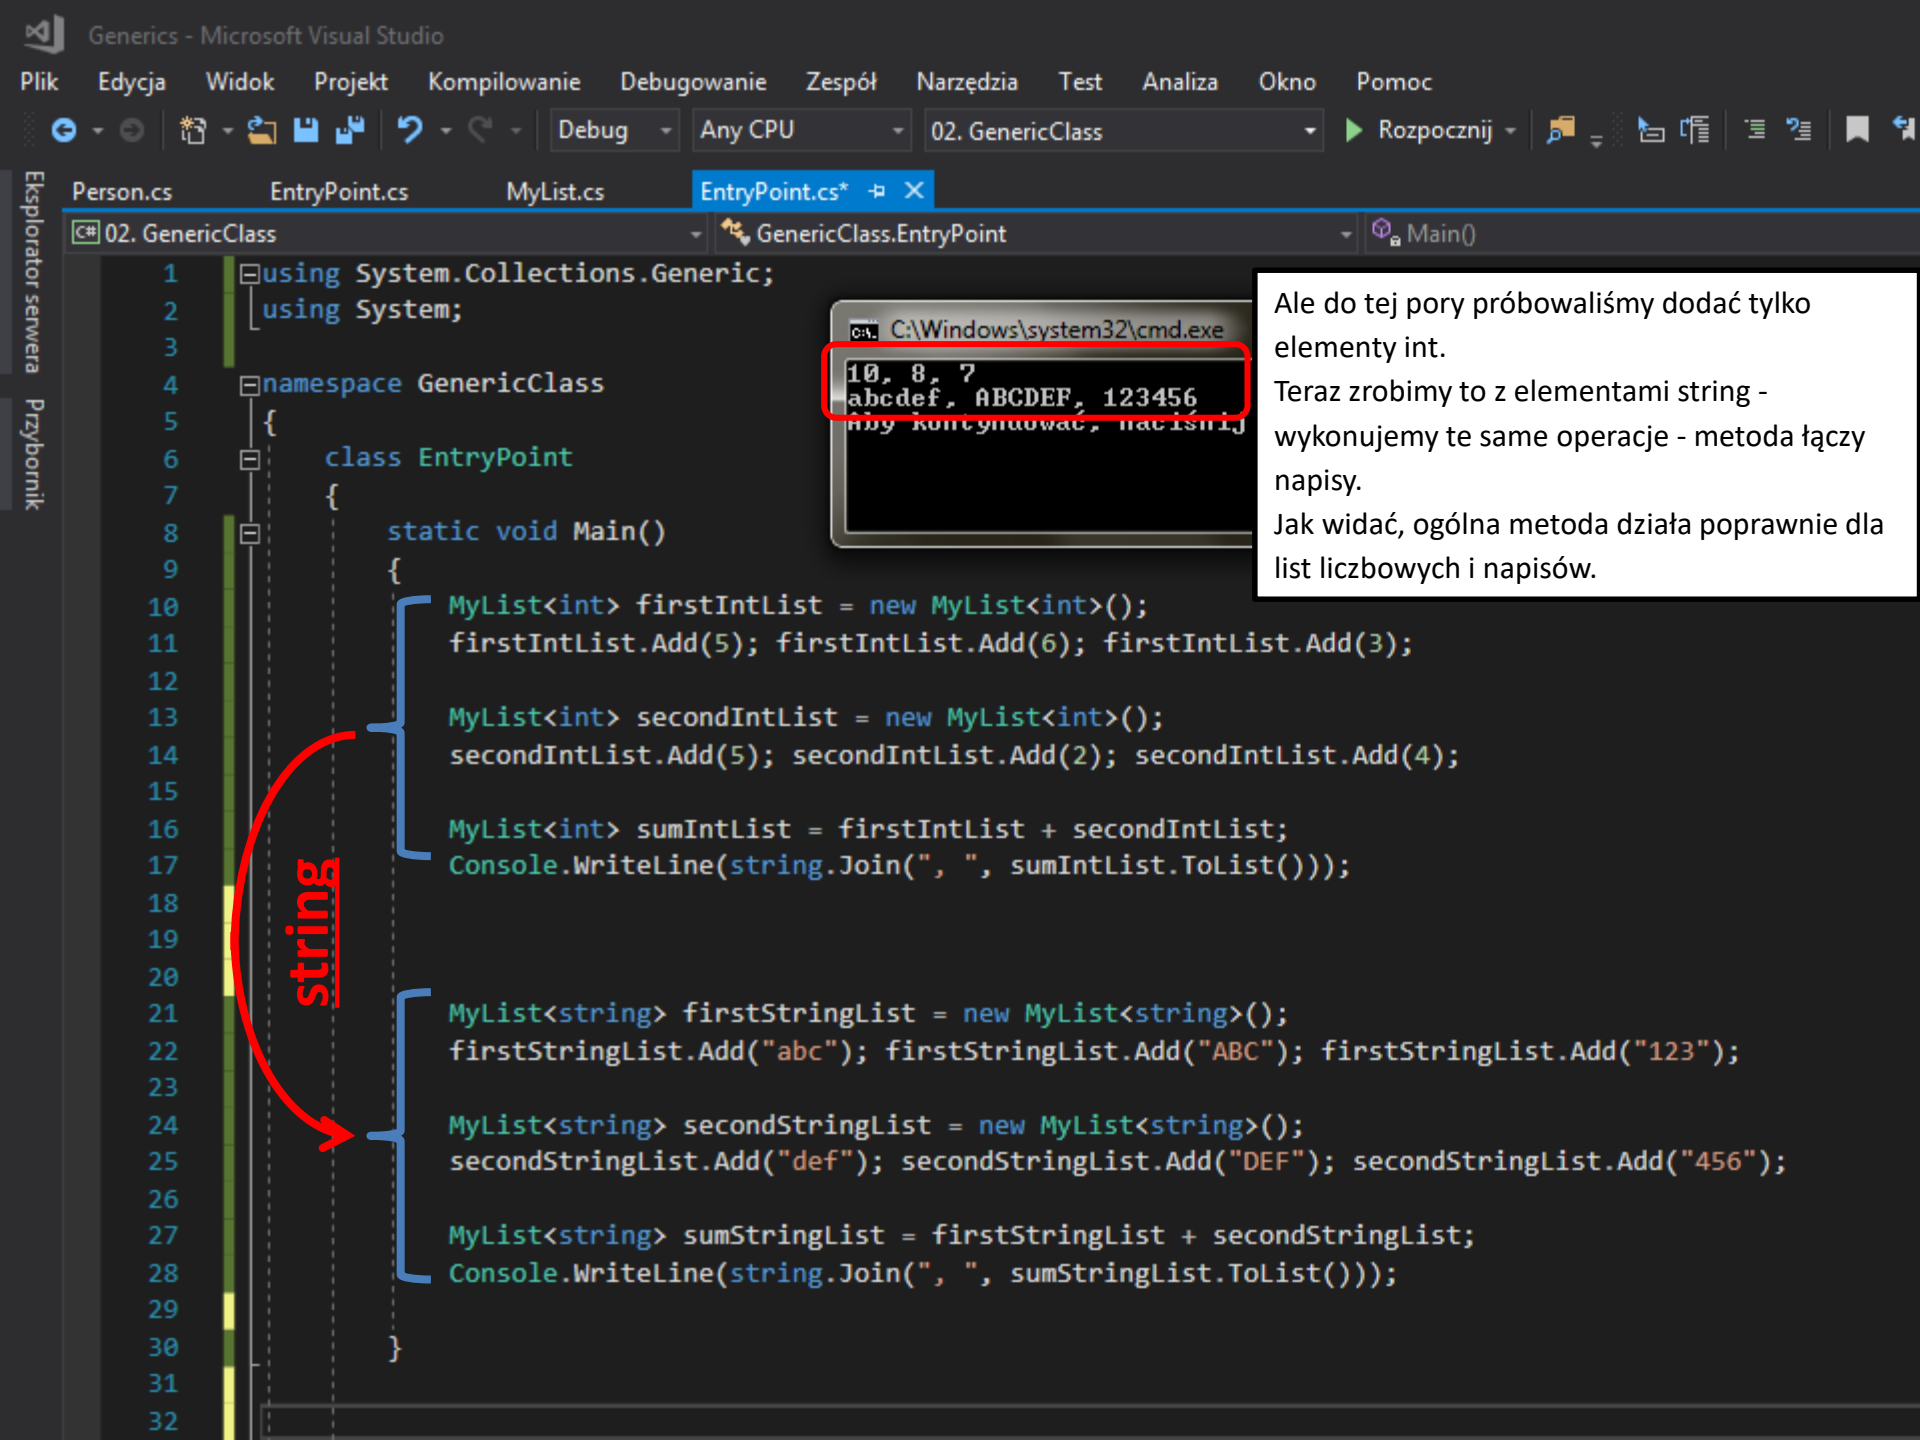 Generics - Microsoft Visual Studio
Plik Edycja Widok Projekt Kompilowanie Debugowanie Zespół Narzędzia Test Analiza Okno Pomoc
Debug Any CPU 02. GenericClass Rozpocznij
Eksplorator serwera
Przybornik
Person.cs EntryPoint.cs MyList.cs EntryPoint.cs*
C# 02. GenericClass GenericClass.EntryPoint Main()
1 using System.Collections.Generic;
2 using System;
3
4 namespace GenericClass
5 {
6 class EntryPoint
7 {
8 static void Main()
9 {
10 MyList<int> firstIntList = new MyList<int>();
11 firstIntList.Add(5); firstIntList.Add(6); firstIntList.Add(3);
12
13 MyList<int> secondIntList = new MyList<int>();
14 secondIntList.Add(5); secondIntList.Add(2); secondIntList.Add(4);
15
16 MyList<int> sumIntList = firstIntList + secondIntList;
17 Console.WriteLine(string.Join(", ", sumIntList.ToList()));
18
19
20
21 MyList<string> firstStringList = new MyList<string>();
22 firstStringList.Add("abc"); firstStringList.Add("ABC"); firstStringList.Add("123");
23
24 MyList<string> secondStringList = new MyList<string>();
25 secondStringList.Add("def"); secondStringList.Add("DEF"); secondStringList.Add("456");
26
27 MyList<string> sumStringList = firstStringList + secondStringList;
28 Console.WriteLine(string.Join(", ", sumStringList.ToList()));
29
30 }
31
32
string
C:\Windows\system32\cmd.exe
10, 8, 7
abcdef, ABCDEF, 123456
Aby kontynuować, naciśnij
Ale do tej pory próbowaliśmy dodać tylko
elementy int.
Teraz zrobimy to z elementami string -
wykonujemy te same operacje - metoda łączy
napisy.
Jak widać, ogólna metoda działa poprawnie dla
list liczbowych i napisów.